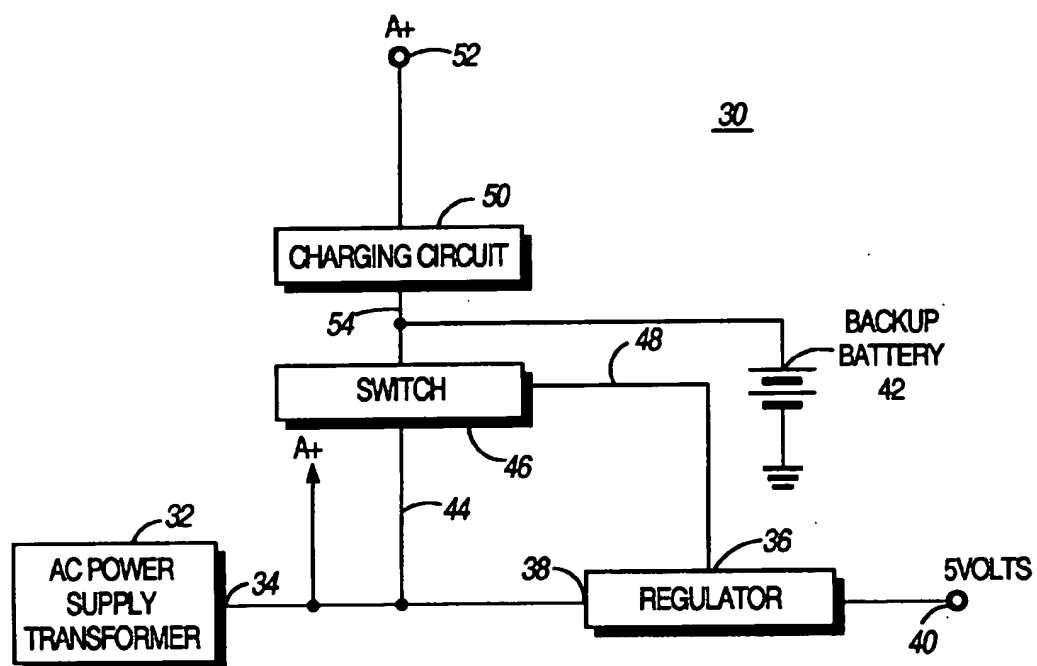 A+
52
30
50
CHARGING CIRCUIT
54
48
BACKUP
BATTERY
42
SWITCH
A+
46
44
32
AC POWER
SUPPLY
TRANSFORMER
34
38
36
REGULATOR
5VOLTS
40